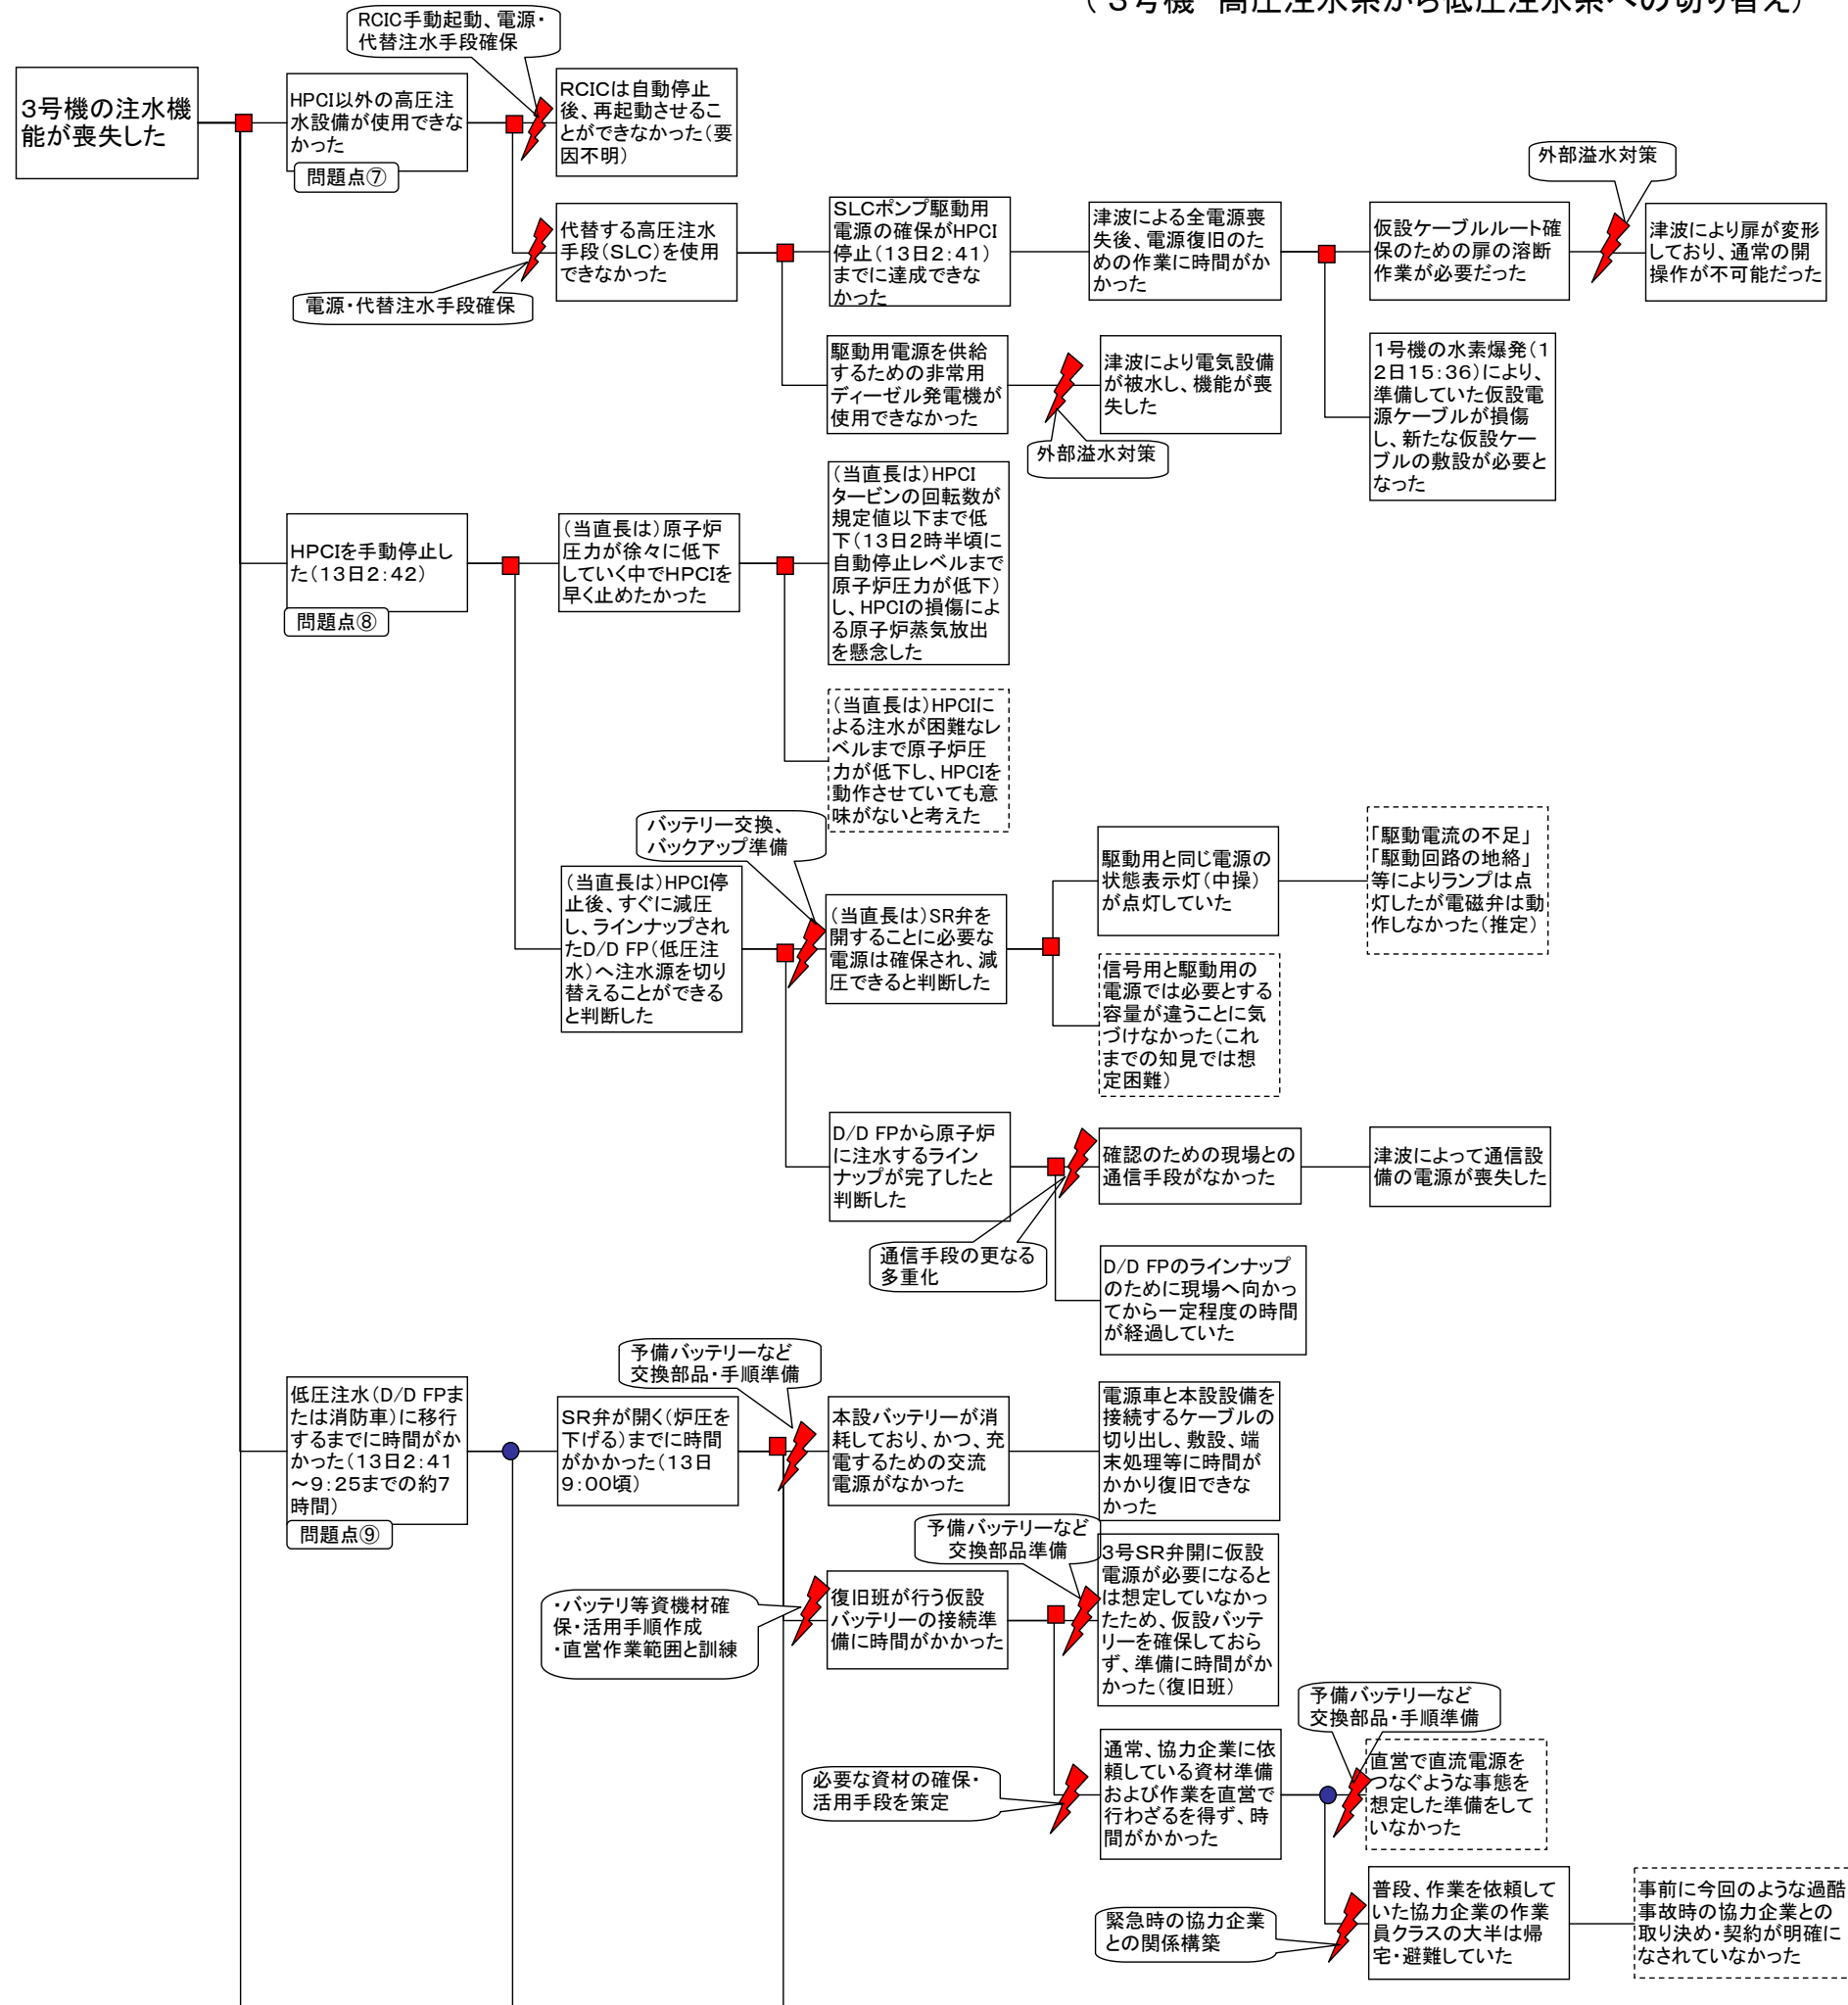 (３号機　高圧注水系から低圧注水系への切り替え)
RCIC手動起動、電源・
代替注水手段確保
３号機の注水機
能が喪失した
HPCI以外の高圧注
水設備が使用できな
かった
問題点⑦
RCICは自動停止
後、再起動させるこ
とができなかった(要
因不明)
外部溢水対策
代替する高圧注水
手段(SLC)を使用
できなかった
電源・代替注水手段確保
SLCポンプ駆動用
電源の確保がHPCI
停止(13日2:41)
までに達成できな
かった
津波による全電源喪
失後、電源復旧のた
めの作業に時間がか
かった
仮設ケーブルルート確
保のための扉の溶断
作業が必要だった
津波により扉が変形
しており、通常の開
操作が不可能だった
駆動用電源を供給
するための非常用
ディーゼル発電機が
使用できなかった
津波により電気設備
が被水し、機能が喪
失した
外部溢水対策
1号機の水素爆発(1
2日15:36)により、
準備していた仮設電
源ケーブルが損傷
し、新たな仮設ケー
ブルの敷設が必要と
なった
HPCIを手動停止し
た(13日2:42)
問題点⑧
(当直長は)原子炉
圧力が徐々に低下
していく中でHPCIを
早く止めたかった
(当直長は)HPCI
タービンの回転数が
規定値以下まで低
下(13日2時半頃に
自動停止レベルまで
原子炉圧力が低下)
し、HPCIの損傷によ
る原子炉蒸気放出
を懸念した
(当直長は)HPCIに
よる注水が困難なレ
ベルまで原子炉圧
力が低下し、HPCIを
動作させていても意
味がないと考えた
バッテリー交換、
バックアップ準備
(当直長は)HPCI停
止後、すぐに減圧
し、ラインナップされ
たD/D FP(低圧注
水)へ注水源を切り
替えることができる
と判断した
(当直長は)SR弁を
開することに必要な
電源は確保され、減
圧できると判断した
駆動用と同じ電源の
状態表示灯(中操)
が点灯していた
「駆動電流の不足」
「駆動回路の地絡」
等によりランプは点
灯したが電磁弁は動
作しなかった(推定)
信号用と駆動用の
電源では必要とする
容量が違うことに気
づけなかった(これ
までの知見では想
定困難)
D/D FPから原子炉
に注水するライン
ナップが完了したと
判断した
確認のための現場との
通信手段がなかった
津波によって通信設
備の電源が喪失した
通信手段の更なる
多重化
D/D FPのラインナップ
のために現場へ向かっ
てから一定程度の時間
が経過していた
予備バッテリーなど
交換部品・手順準備
低圧注水(D/D FPま
たは消防車)に移行
するまでに時間がか
かった(13日2:41
～9:25までの約7
時間)
問題点⑨
SR弁が開く(炉圧を
下げる)までに時間
がかかった(13日
9:00頃)
本設バッテリーが消
耗しており、かつ、充
電するための交流
電源がなかった
電源車と本設設備を
接続するケーブルの
切り出し、敷設、端
末処理等に時間が
かかり復旧できな
かった
予備バッテリーなど
交換部品準備
・バッテリ等資機材確
保・活用手順作成
・直営作業範囲と訓練
復旧班が行う仮設
バッテリーの接続準
備に時間がかかった
3号SR弁開に仮設
電源が必要になると
は想定していなかっ
たため、仮設バッテ
リーを確保しておら
ず、準備に時間がか
かった(復旧班)
予備バッテリーなど
交換部品・手順準備
必要な資材の確保・
活用手段を策定
通常、協力企業に依
頼している資材準備
および作業を直営で
行わざるを得ず、時
間がかかった
直営で直流電源を
つなぐような事態を
想定した準備をして
いなかった
緊急時の協力企業
との関係構築
普段、作業を依頼して
いた協力企業の作業
員クラスの大半は帰
宅・避難していた
事前に今回のような過酷
事故時の協力企業との
取り決め・契約が明確に
なされていなかった